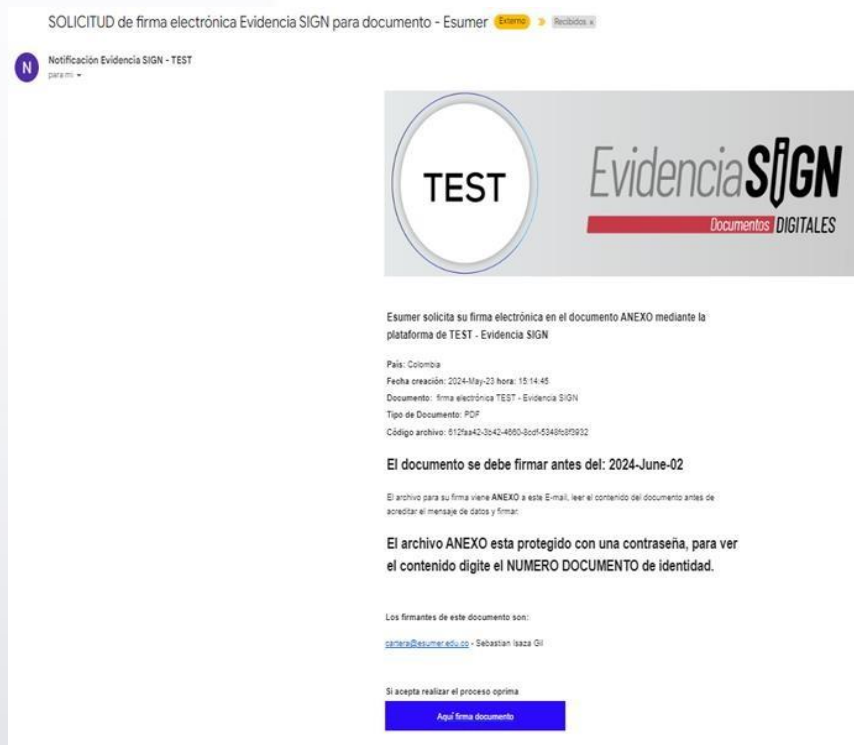 SOLICITUD de firma electrónica Evidencia SIGN para documento - Esumer Externo Recibidos x
N
Notificación Evidencia SIGN - TEST
para mi
TEST
EvidenciaSIGN
Documentos DIGITALES
Esumer solicita su firma electrónica en el documento ANEXO mediante la
plataforma de TEST - Evidencia SIGN
País: Colombia
Fecha creación: 2024-May-23 hora: 15:14:45
Documento: firma electrónica TEST - Evidencia SIGN
Tipo de Documento: PDF
Código archivo:
El documento se debe firmar antes del: 2024-June-02
El archivo para su firma viene ANEXO a este E-mail, leer el contenido del documento antes de
acreditar el mensaje de datos y firmar.
El archivo ANEXO esta protegido con una contraseña, para ver
el contenido digite el NUMERO DOCUMENTO de identidad.
Los firmantes de este documento son:
cartera@esumer.edu.co - Sebastian Isaza Gil
Si acepta realizar el proceso oprima
Aquí firma documento